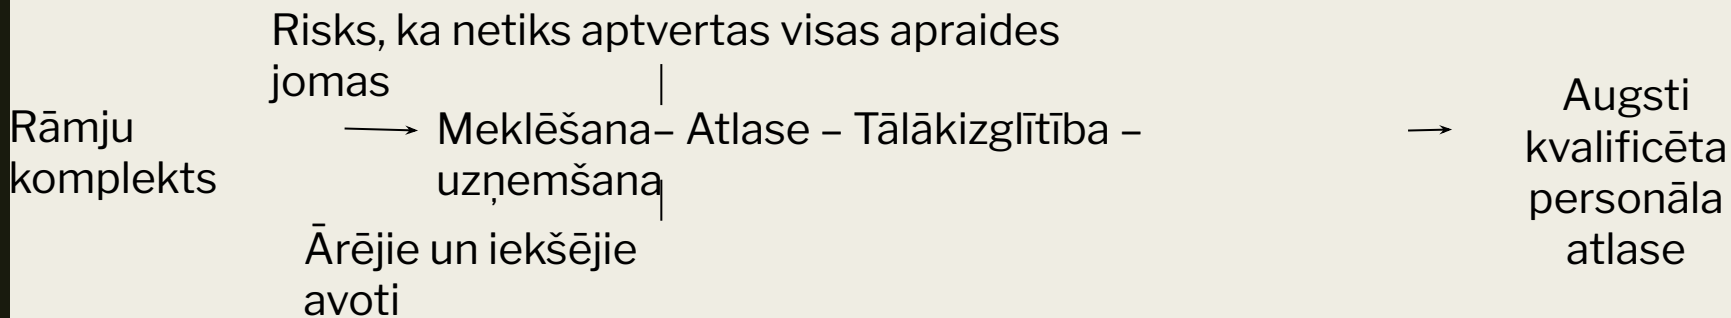 Risks, ka netiks aptvertas visas apraides
jomas
Rāmju
komplekts
Meklēšana– Atlase – Tālākizglītība –
uzņemšana
Ārējie un iekšējie
avoti
Augsti
kvalificēta
personāla
atlase